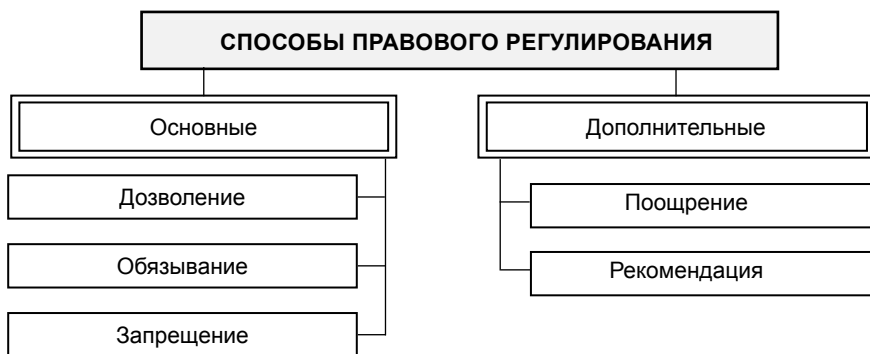 СПОСОБЫ ПРАВОВОГО РЕГУЛИРОВАНИЯ
Основные
Дозволение
Обязывание
Запрещение
Дополнительные
Поощрение
Рекомендация